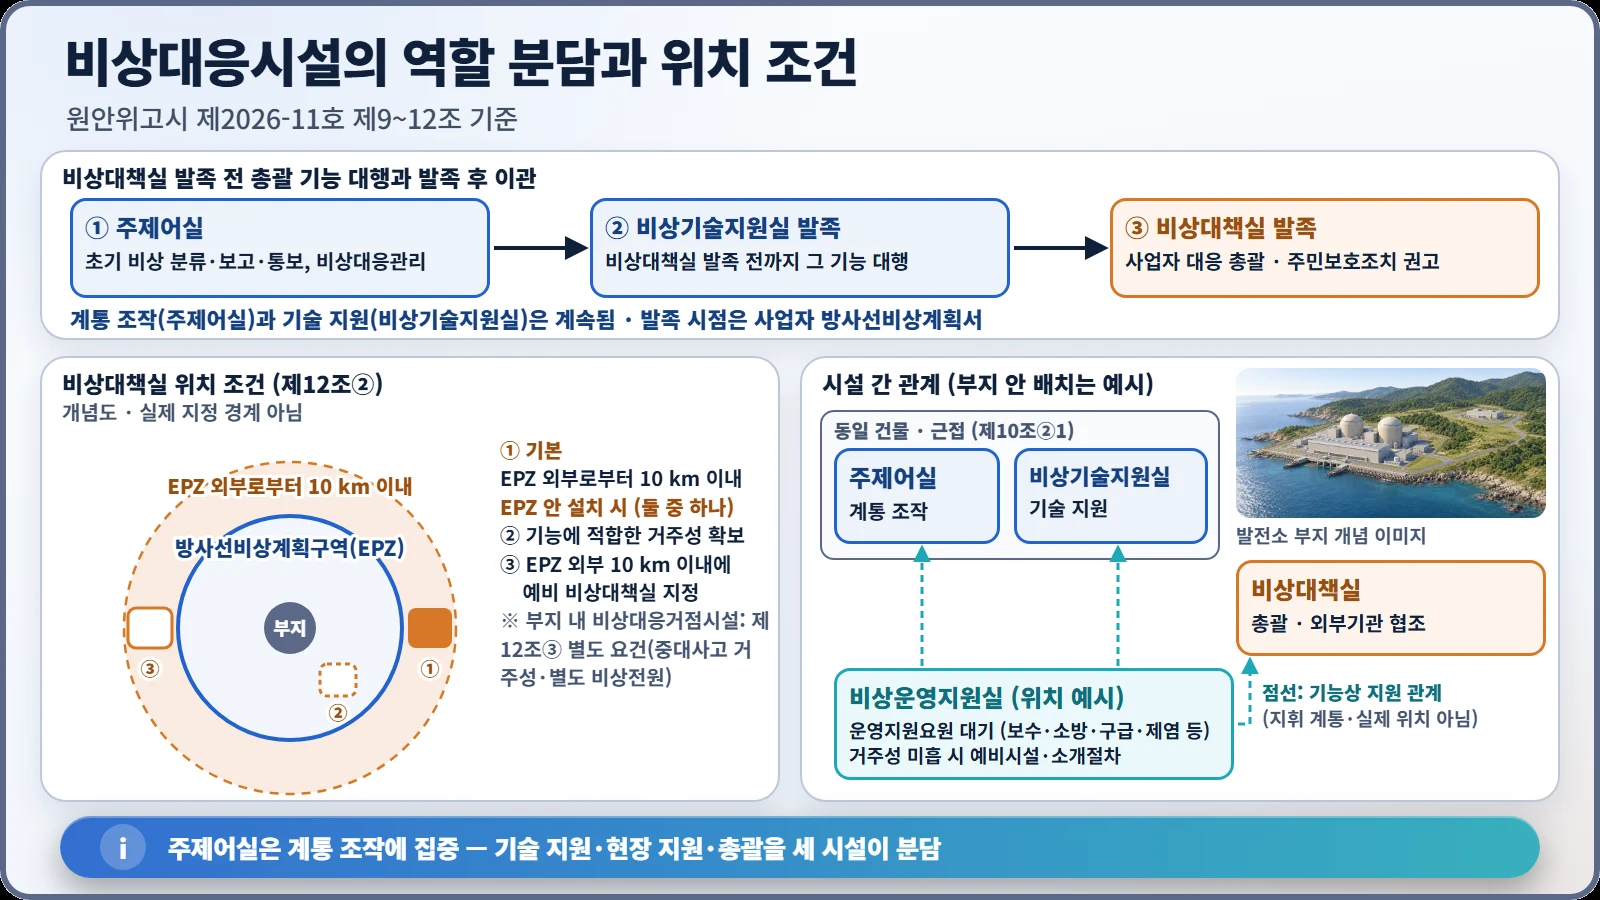 비상대응시설의 역할 분담과 위치 조건
원안위고시 제2026-11호 제9~12조 기준
비상대책실 발족 전 총괄 기능 대행과 발족 후 이관
① 주제어실
초기 비상 분류·보고·통보, 비상대응관리
② 비상기술지원실 발족
비상대책실 발족 전까지 그 기능 대행
③ 비상대책실 발족
사업자 대응 총괄 · 주민보호조치 권고
계통 조작(주제어실)과 기술 지원(비상기술지원실)은 계속됨 · 발족 시점은 사업자 방사선비상계획서
비상대책실 위치 조건 (제12조②)
개념도 · 실제 지정 경계 아님
EPZ 외부로부터 10 km 이내
방사선비상계획구역(EPZ)
부지
③
①
②
① 기본
EPZ 외부로부터 10 km 이내
EPZ 안 설치 시 (둘 중 하나)
② 기능에 적합한 거주성 확보
③ EPZ 외부 10 km 이내에
예비 비상대책실 지정
※ 부지 내 비상대응거점시설: 제
12조③ 별도 요건(중대사고 거
주성·별도 비상전원)
시설 간 관계 (부지 안 배치는 예시)
동일 건물 · 근접 (제10조②1)
주제어실
계통 조작
비상기술지원실
기술 지원
발전소 부지 개념 이미지
비상대책실
총괄 · 외부기관 협조
비상운영지원실 (위치 예시)
운영지원요원 대기 (보수·소방·구급·제염 등)
거주성 미흡 시 예비시설·소개절차
점선: 기능상 지원 관계
(지휘 계통·실제 위치 아님)
i
주제어실은 계통 조작에 집중 — 기술 지원·현장 지원·총괄을 세 시설이 분담